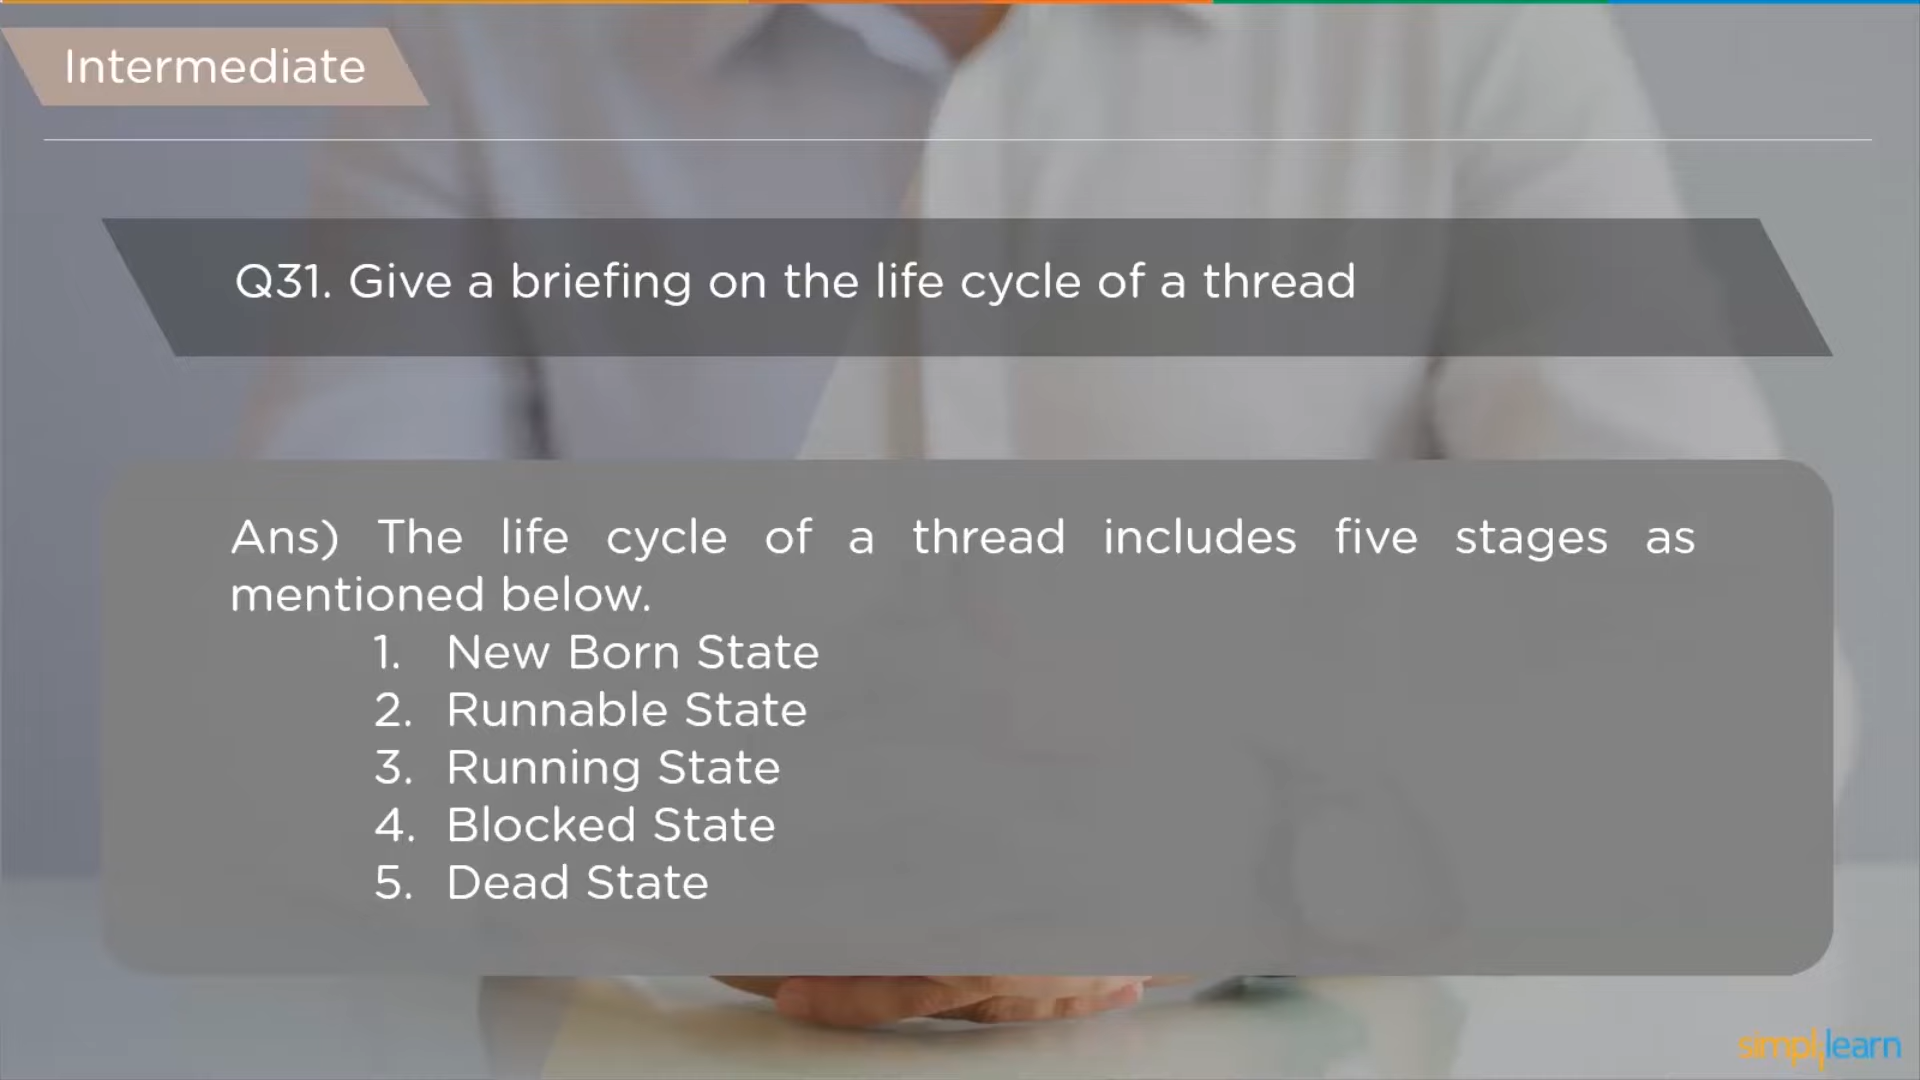 Intermediate
Q31. Give a briefing on the life cycle of a thread
Ans) The life cycle of a thread includes five stages as
mentioned below.
1. New Born State
2. Runnable State
3. Running State
4. Blocked State
5. Dead State
simplilearn